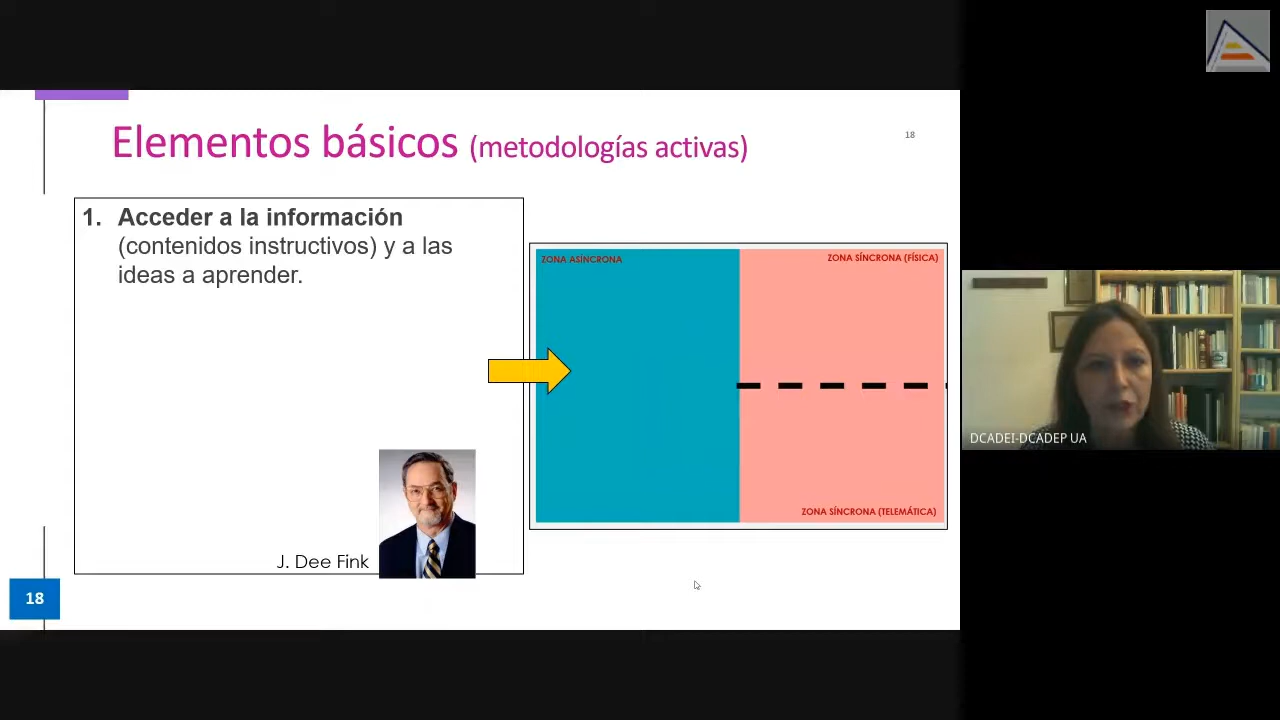 Elementos básicos (metodologías activas)
18
1. Acceder a la información
(contenidos instructivos) y a las
ideas a aprender.
J. Dee Fink
ZONA ASÍNCRONA
ZONA SÍNCRONA (FÍSICA)
ZONA SÍNCRONA (TELEMÁTICA)
18
DCADEI-DCADEP UA